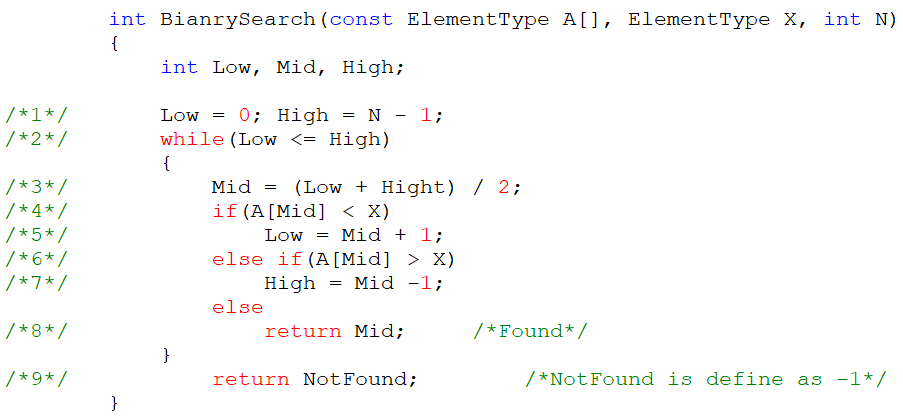 int BianrySearch(const ElementType A[], ElementType X, int N)
{
int Low, Mid, High;
/*1*/ Low = 0; High = N - 1;
/*2*/ while(Low <= High)
{
/*3*/ Mid = (Low + Hight) / 2;
/*4*/ if(A[Mid] < X)
/*5*/ Low = Mid + 1;
/*6*/ else if(A[Mid] > X)
/*7*/ High = Mid -1;
else
/*8*/ return Mid; /*Found*/
}
/*9*/ return NotFound; /*NotFound is define as -1*/
}